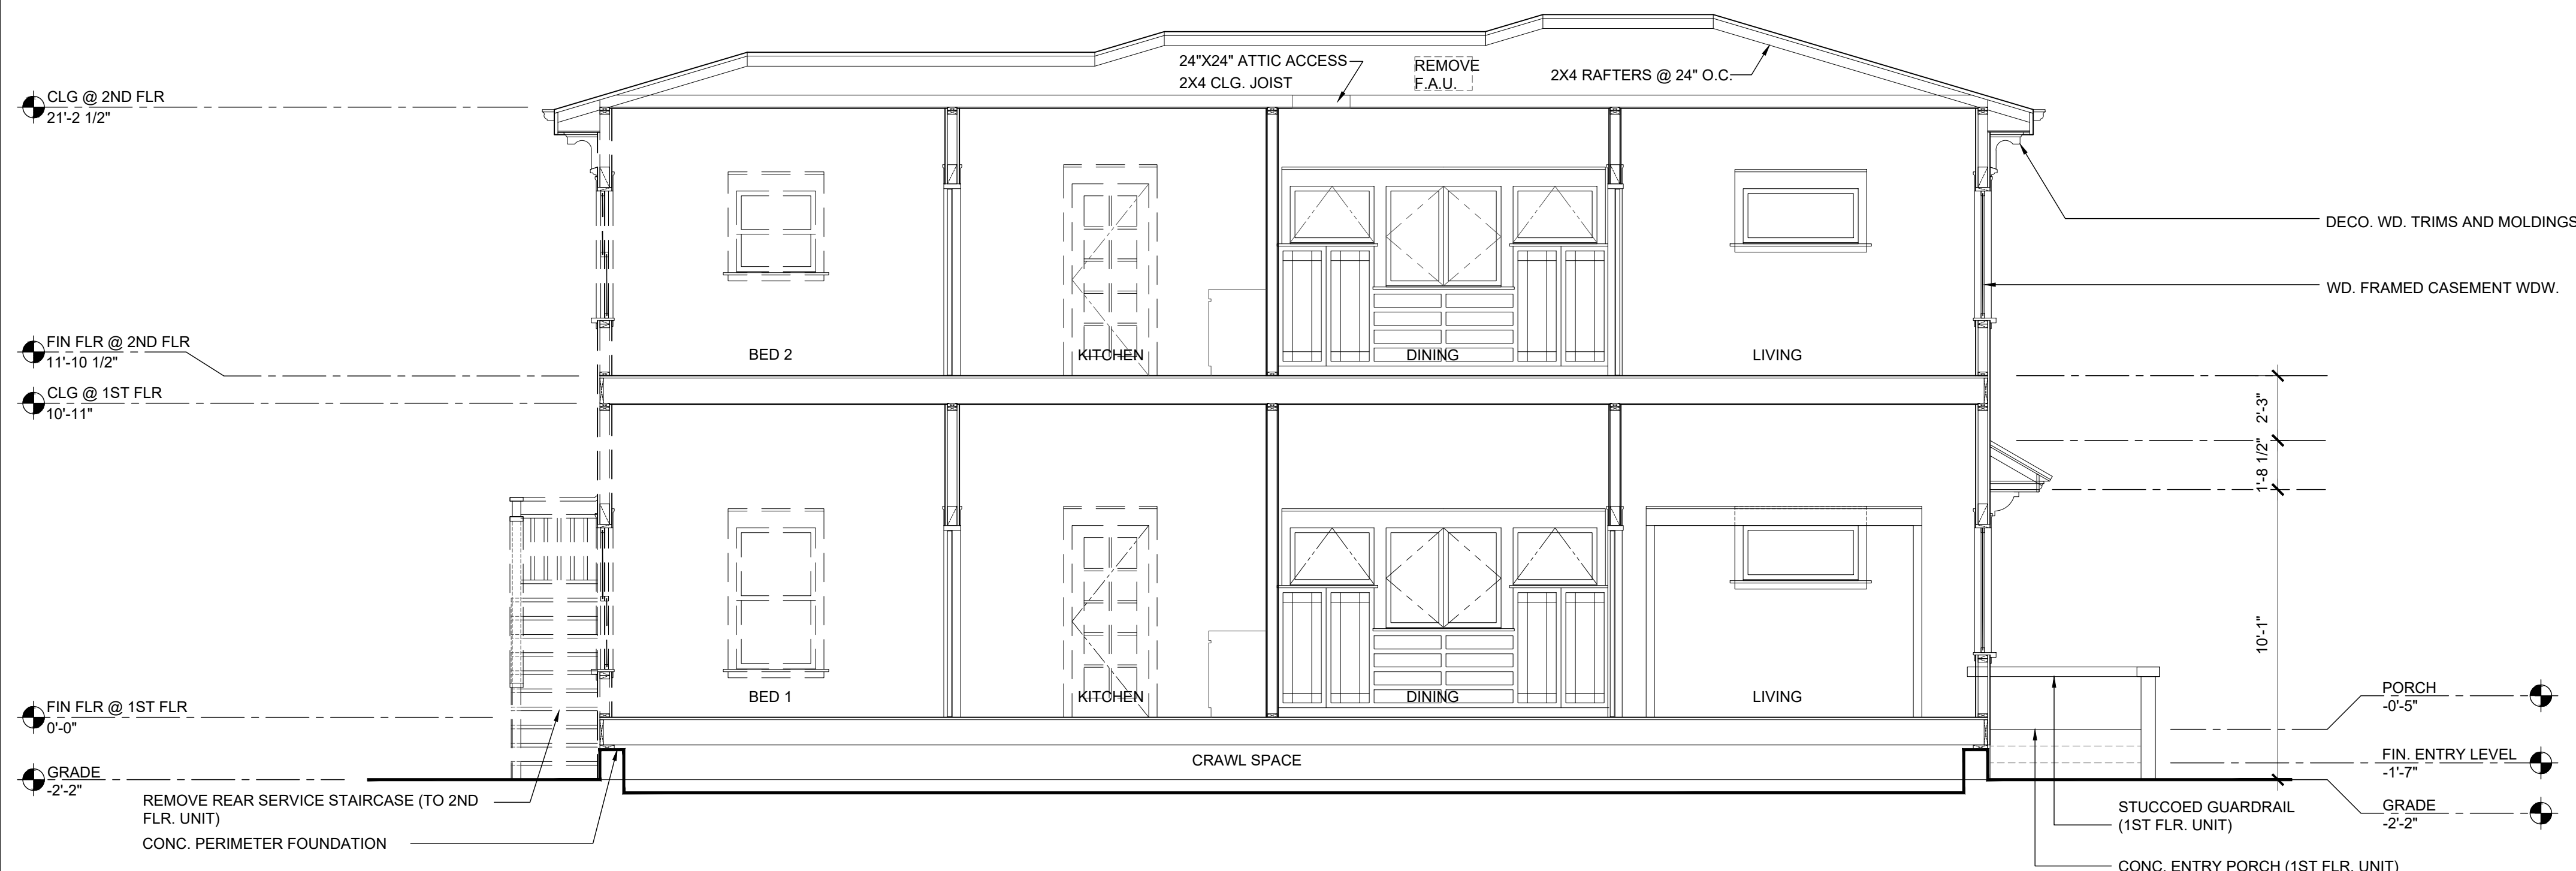 24"X24" ATTIC ACCESS
2X4 CLG. JOIST
REMOVE
F.A.U.
2X4 RAFTERS @ 24" O.C.
CLG @ 2ND FLR
21'-2 1/2"
DECO. WD. TRIMS AND MOLDINGS
WD. FRAMED CASEMENT WDW.
FIN FLR @ 2ND FLR
11'-10 1/2"
BED 2
KITCHEN
DINING
LIVING
CLG @ 1ST FLR
10'-11"
2'-3"
1'-8 1/2"
10'-1"
FIN FLR @ 1ST FLR
0'-0"
BED 1
KITCHEN
DINING
LIVING
PORCH
-0'-5"
CRAWL SPACE
FIN. ENTRY LEVEL
-1'-7"
GRADE
-2'-2"
GRADE
-2'-2"
REMOVE REAR SERVICE STAIRCASE (TO 2ND
FLR. UNIT)
CONC. PERIMETER FOUNDATION
STUCCOED GUARDRAIL
(1ST FLR. UNIT)
CONC. ENTRY PORCH (1ST FLR. UNIT)